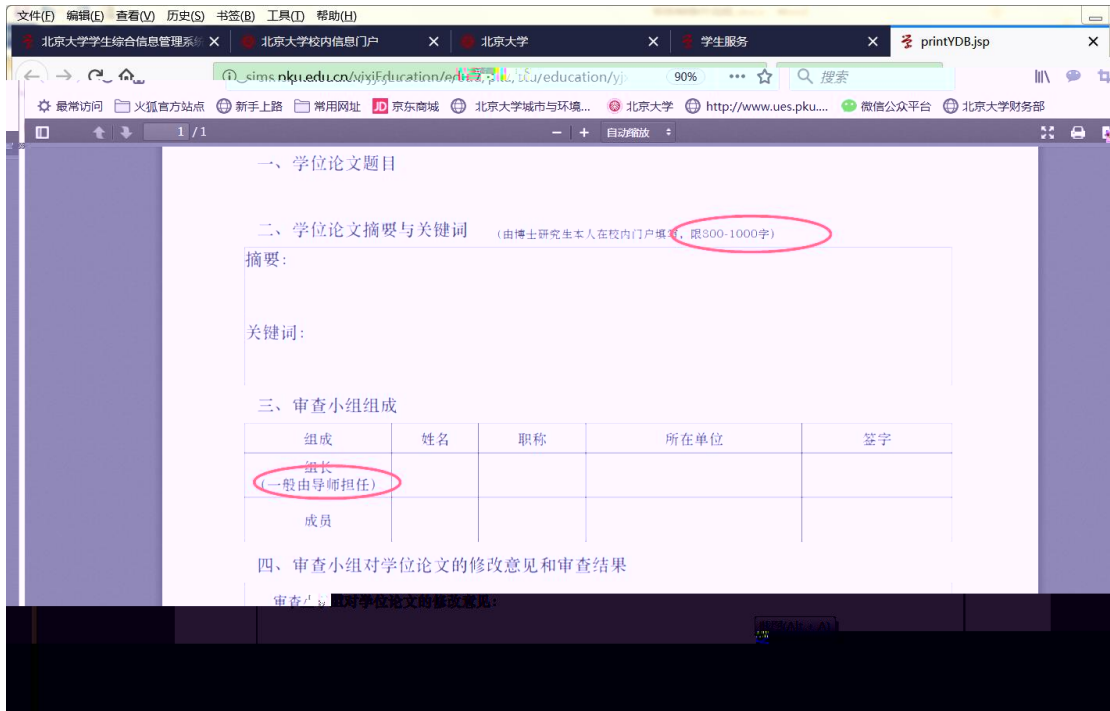 文件(F) 编辑(E) 查看(V) 历史(S) 书签(B) 工具(T) 帮助(H)
北京大学学生综合信息管理系统 北京大学校内信息门户 北京大学 学生服务 printYDB.jsp
90% 搜索
最常访问 火狐官方站点 新手上路 常用网址 JD 京东商城 北京大学城市与环境... 北京大学 http://www.ues.pku.... 微信公众平台 北京大学财务部
1 / 1 自动缩放
一、学位论文题目
二、学位论文摘要与关键词 (由博士研究生本人在校内门户填写,限800-1000字)
摘要:
关键词:
三、审查小组组成
组成 姓名 职称 所在单位 签字
组长
(一般由导师担任)
成员
四、审查小组对学位论文的修改意见和审查结果
审查小组对学位论文的修改意见: